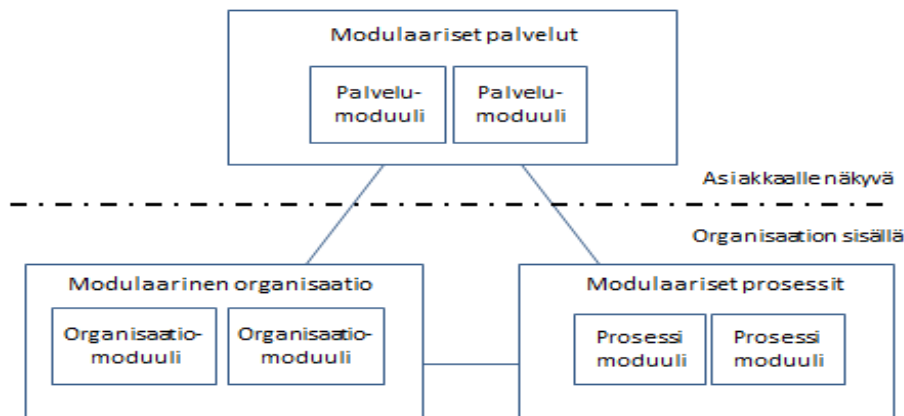 Modulaariset palvelut
Palvelu- Palvelu-
moduuli moduuli
Asiakkaalle näkyvä
Organisaation sisällä
Modulaarinen organisaatio
Organisaatio- Organisaatio-
moduuli moduuli
Modulaariset prosessit
Prosessi Prosessi
moduuli moduuli